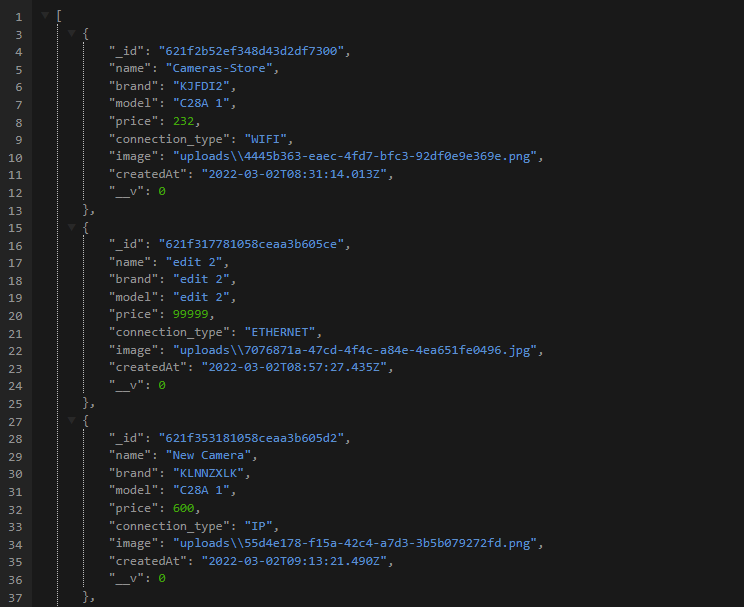 1 [
3 {
4 "_id": "621f2b52ef348d43d2df7300",
5 "name": "Cameras-Store",
6 "brand": "KJFDI2",
7 "model": "C28A 1",
8 "price": 232,
9 "connection_type": "WIFI",
10 "image": "uploads\\4445b363-eaec-4fd7-bfc3-92df0e9e369e.png",
11 "createdAt": "2022-03-02T08:31:14.013Z",
12 "__v": 0
13 },
15 {
16 "_id": "621f317781058ceaa3b605ce",
17 "name": "edit 2",
18 "brand": "edit 2",
19 "model": "edit 2",
20 "price": 99999,
21 "connection_type": "ETHERNET",
22 "image": "uploads\\7076871a-47cd-4f4c-a84e-4ea651fe0496.jpg",
23 "createdAt": "2022-03-02T08:57:27.435Z",
24 "__v": 0
25 },
27 {
28 "_id": "621f353181058ceaa3b605d2",
29 "name": "New Camera",
30 "brand": "KLNNZXLK",
31 "model": "C28A 1",
32 "price": 600,
33 "connection_type": "IP",
34 "image": "uploads\\55d4e178-f15a-42c4-a7d3-3b5b079272fd.png",
35 "createdAt": "2022-03-02T09:13:21.490Z",
36 "__v": 0
37 },